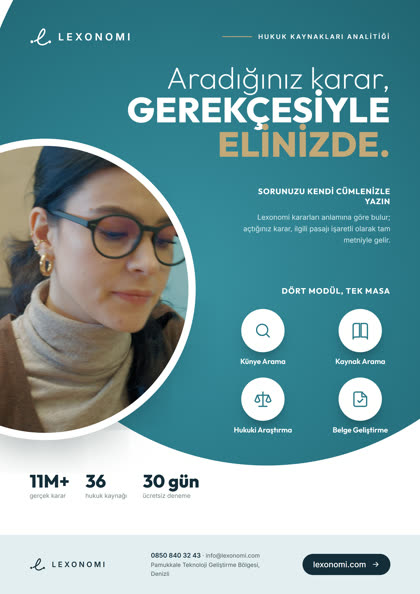 LEXONOMI
HUKUK KAYNAKLARI ANALİTİĞİ
Aradığınız karar,
GEREKÇESİYLE
ELİNİZDE.
SORUNUZU KENDİ CÜMLENİZLE
YAZIN
Lexonomi kararları anlamına göre bulur;
açtığınız karar, ilgili pasajı işaretli olarak tam
metniyle gelir.
DÖRT MODÜL, TEK MASA
Künye Arama
Kaynak Arama
Hukuki Araştırma
Belge Geliştirme
11M+
gerçek karar
36
hukuk kaynağı
30 gün
ücretsiz deneme
LEXONOMI
0850 840 32 43 · info@lexonomi.com
Pamukkale Teknoloji Geliştirme Bölgesi,
Denizli
lexonomi.com →